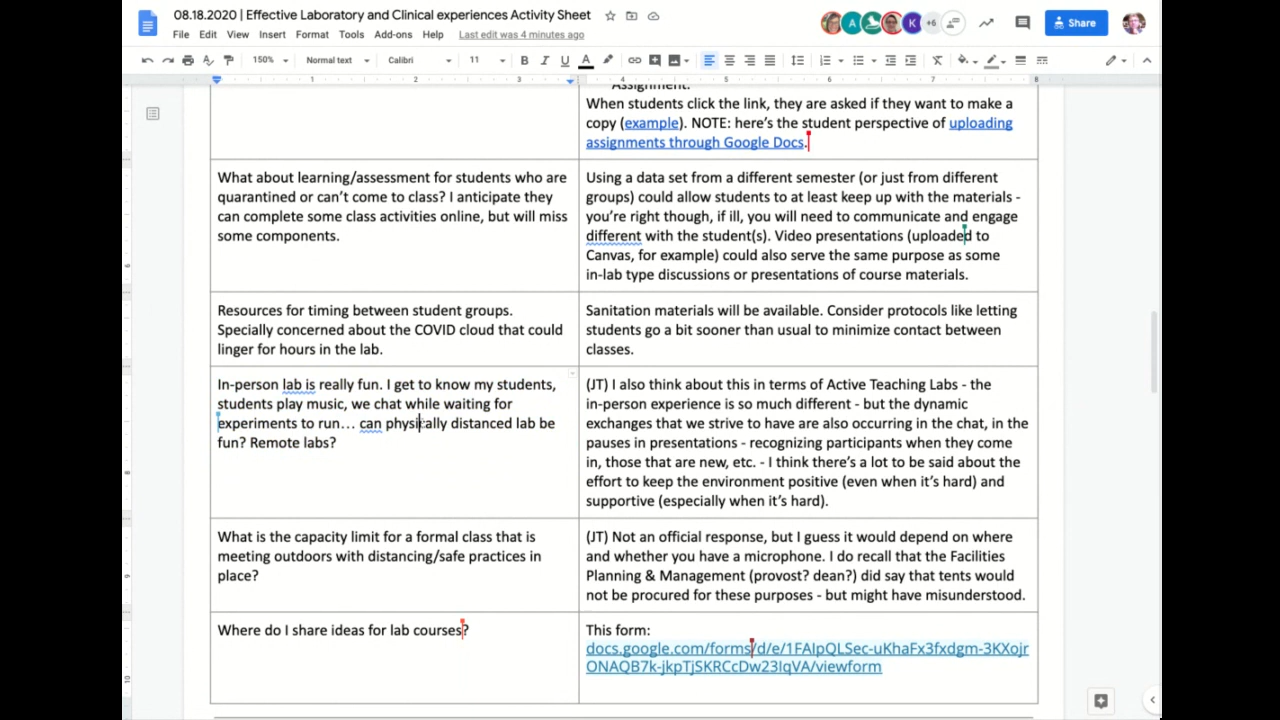 08.18.2020 | Effective Laboratory and Clinical experiences Activity Sheet
Share
File Edit View Insert Format Tools Add-ons Help Last edit was 4 minutes ago
A K +6
150% Normal text Calibri 11 B I U A
1 2 3 4 5 6 7 8
Assignment.
When students click the link, they are asked if they want to make a
copy (example). NOTE: here's the student perspective of uploading
assignments through Google Docs.
What about learning/assessment for students who are
quarantined or can't come to class? I anticipate they
can complete some class activities online, but will miss
some components.
Using a data set from a different semester (or just from different
groups) could allow students to at least keep up with the materials -
you're right though, if ill, you will need to communicate and engage
different with the student(s). Video presentations (uploaded to
Canvas, for example) could also serve the same purpose as some
in-lab type discussions or presentations of course materials.
Resources for timing between student groups.
Specially concerned about the COVID cloud that could
linger for hours in the lab.
Sanitation materials will be available. Consider protocols like letting
students go a bit sooner than usual to minimize contact between
classes.
In-person lab is really fun. I get to know my students,
students play music, we chat while waiting for
experiments to run... can physically distanced lab be
fun? Remote labs?
(JT) I also think about this in terms of Active Teaching Labs - the
in-person experience is so much different - but the dynamic
exchanges that we strive to have are also occurring in the chat, in the
pauses in presentations - recognizing participants when they come
in, those that are new, etc. - I think there's a lot to be said about the
effort to keep the environment positive (even when it's hard) and
supportive (especially when it's hard).
What is the capacity limit for a formal class that is
meeting outdoors with distancing/safe practices in
place?
(JT) Not an official response, but I guess it would depend on where
and whether you have a microphone. I do recall that the Facilities
Planning & Management (provost? dean?) did say that tents would
not be procured for these purposes - but might have misunderstood.
Where do I share ideas for lab courses?
This form:
docs.google.com/forms/d/e/1FAIpQLSec-uKhaFx3fxdgm-3KXojr
ONAQB7k-jkpTjSKRCcDw23IqVA/viewform